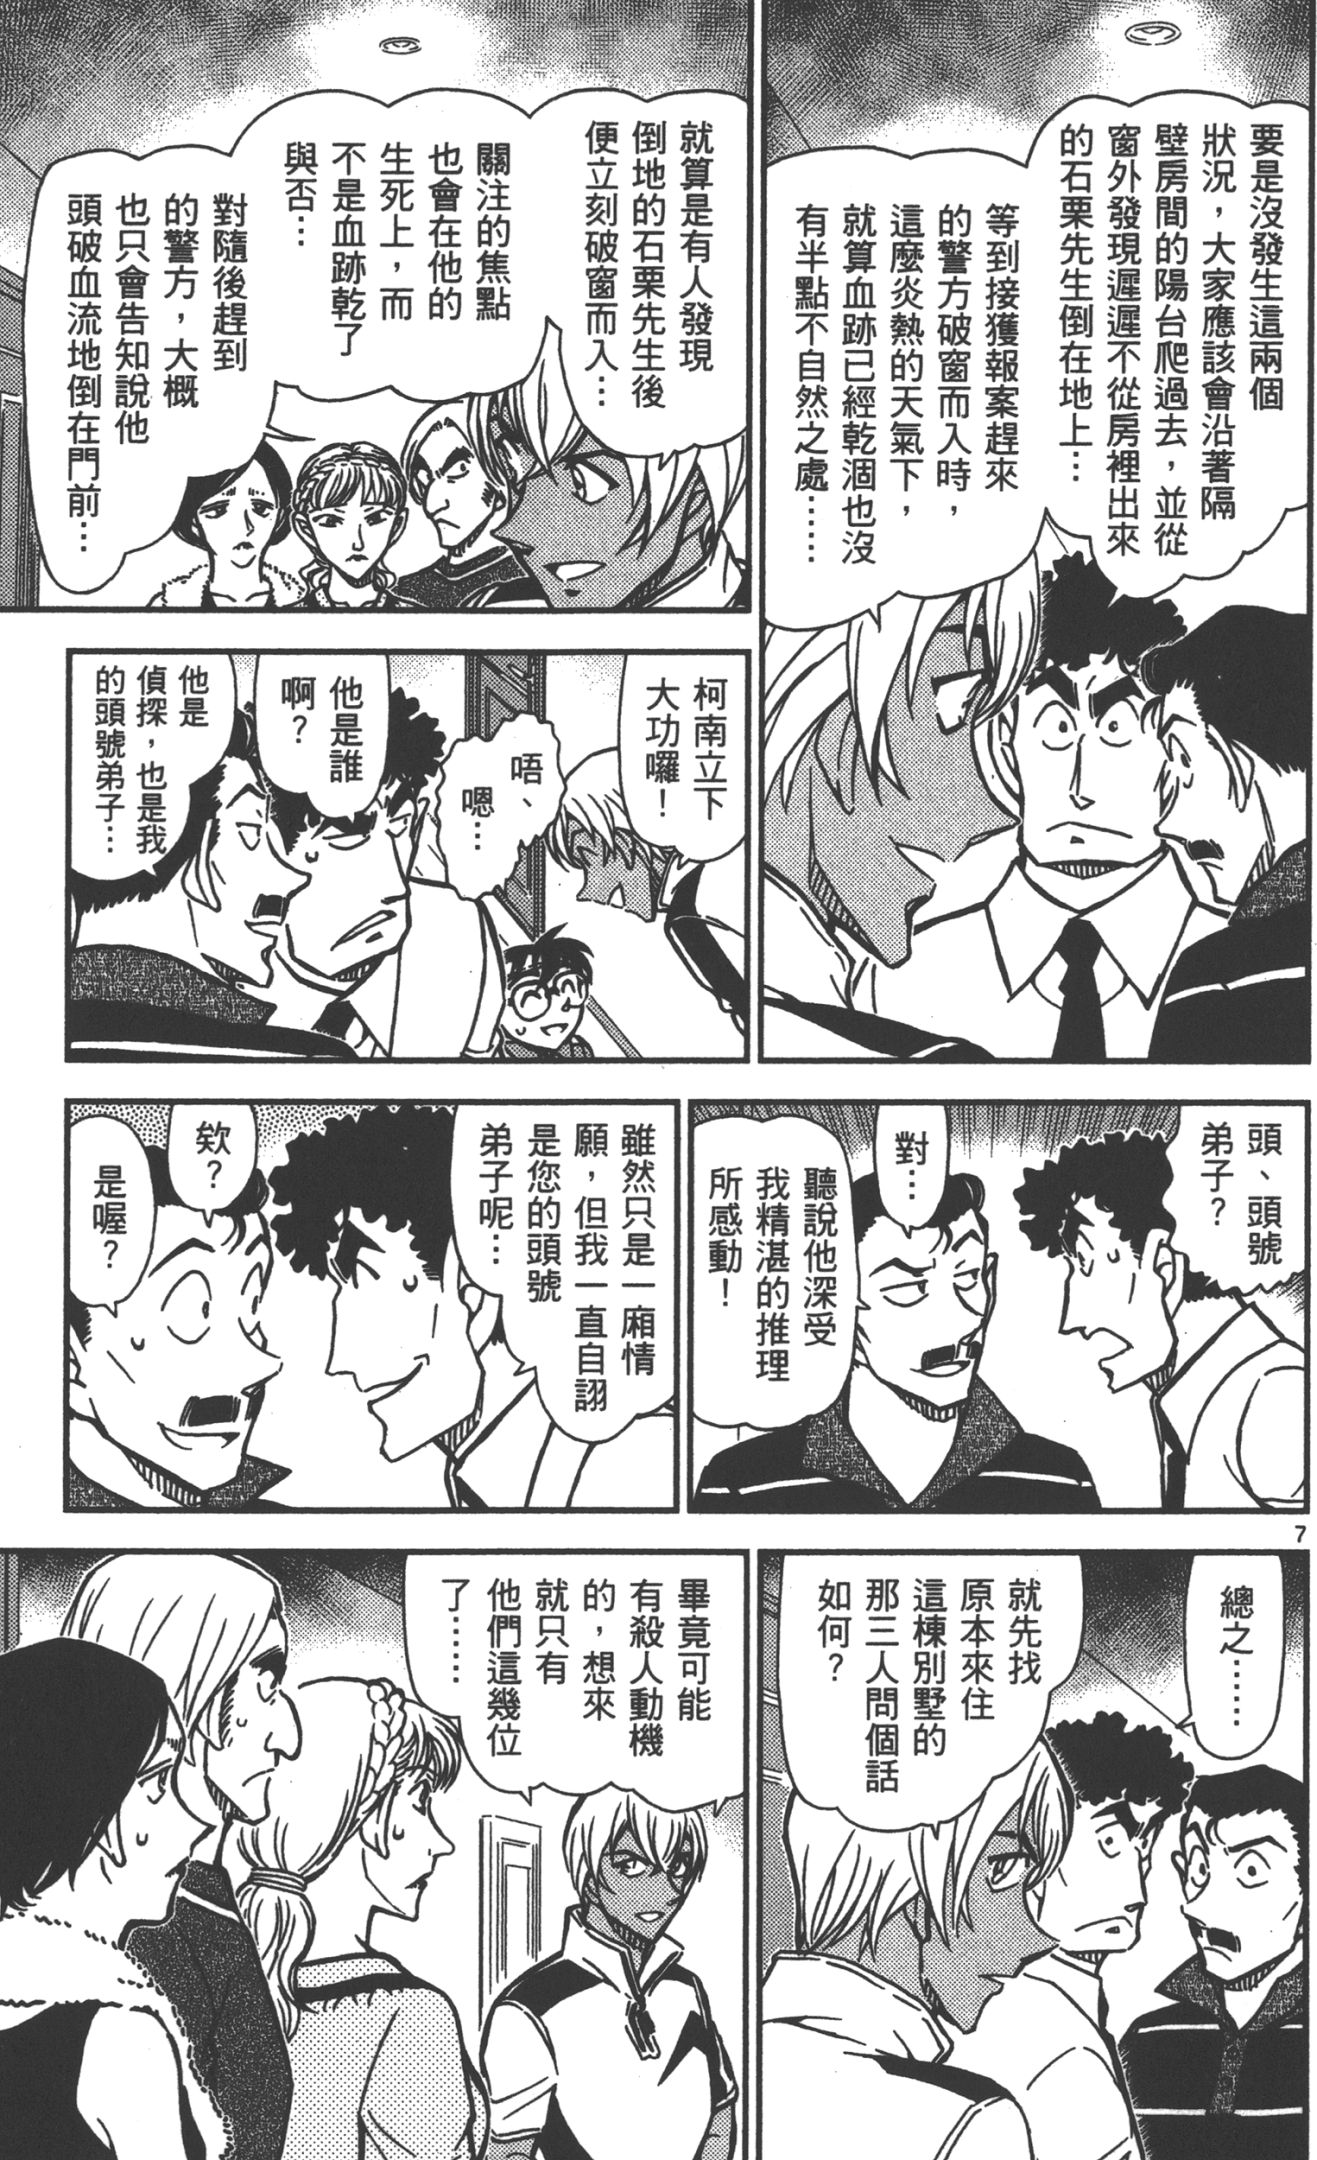 要是沒發生這兩個
狀況，大家應該會沿著隔
壁房間的陽台爬過去，並從
窗外發現遲遲不從房裡出來
的石栗先生倒在地上…
等到接獲報案趕來
的警方破窗而入時，
這麼炎熱的天氣下，
就算血跡已經乾涸也沒
有半點不自然之處……
就算是有人發現
倒地的石栗先生後
便立刻破窗而入…
關注的焦點
也會在他的
生死上，而
不是血跡乾了
與否…
對隨後趕到
的警方，大概
也只會告知說他
頭破血流地倒在門前…
柯南立下
大功囉！
唔、
嗯…
他是誰
啊？
他是
偵探，也是我
的頭號弟子…
頭、頭號
弟子？
對…
聽說他深受
我精湛的推理
所感動！
雖然只是一廂情
願，但我一直自詡
是您的頭號
弟子呢…
欸？
是喔？
7
總之……
就先找
原本來住
這棟別墅的
那三人問個話
如何？
畢竟可能
有殺人動機
的，想來
就只有
他們這幾位
了……